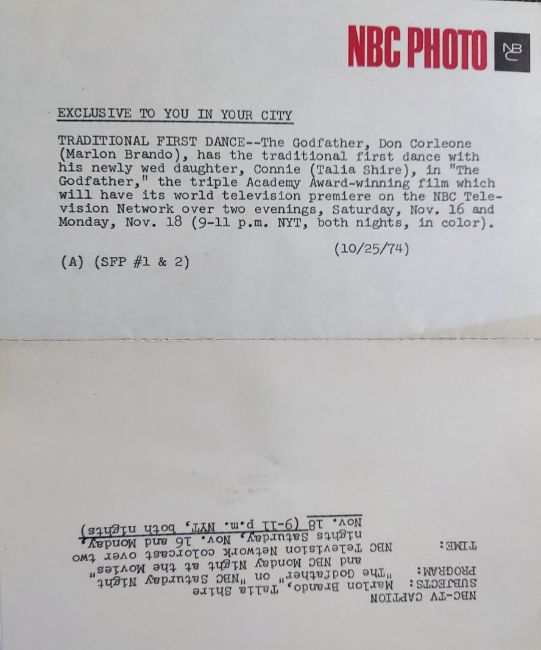 NBC PHOTO
NBC
EXCLUSIVE TO YOU IN YOUR CITY
TRADITIONAL FIRST DANCE--The Godfather, Don Corleone
(Marlon Brando), has the traditional first dance with
his newly wed daughter, Connie (Talia Shire), in "The
Godfather," the triple Academy Award-winning film which
will have its world television premiere on the NBC Tele-
vision Network over two evenings, Saturday, Nov. 16 and
Monday, Nov. 18 (9-11 p.m. NYT, both nights, in color).
(10/25/74)
(A) (SFP #1 & 2)
NBC-TV CAPTION
SUBJECTS: Marlon Brando, Talia Shire
PROGRAM: "The Godfather" on "NBC Saturday Night
and NBC Monday Night at the Movies"
TIME: NBC Television Network colorcast over two
nights Saturday, Nov. 16 and Monday,
Nov. 18 (9-11 p.m. NYT, both nights)